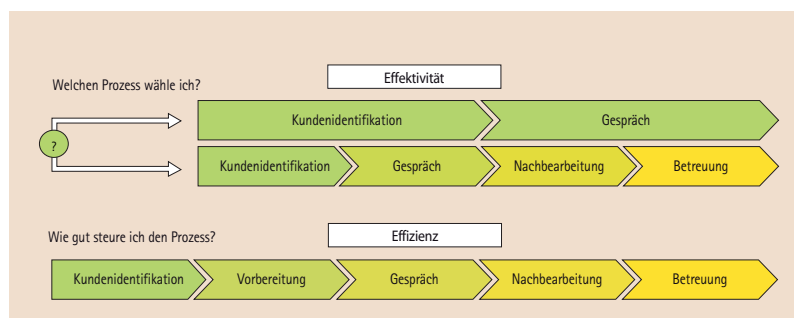 Effektivität
Welchen Prozess wähle ich?
Kundenidentifikation Gespräch
?
Kundenidentifikation Gespräch Nachbearbeitung Betreuung
Wie gut steure ich den Prozess?
Effizienz
Kundenidentifikation Vorbereitung Gespräch Nachbearbeitung Betreuung